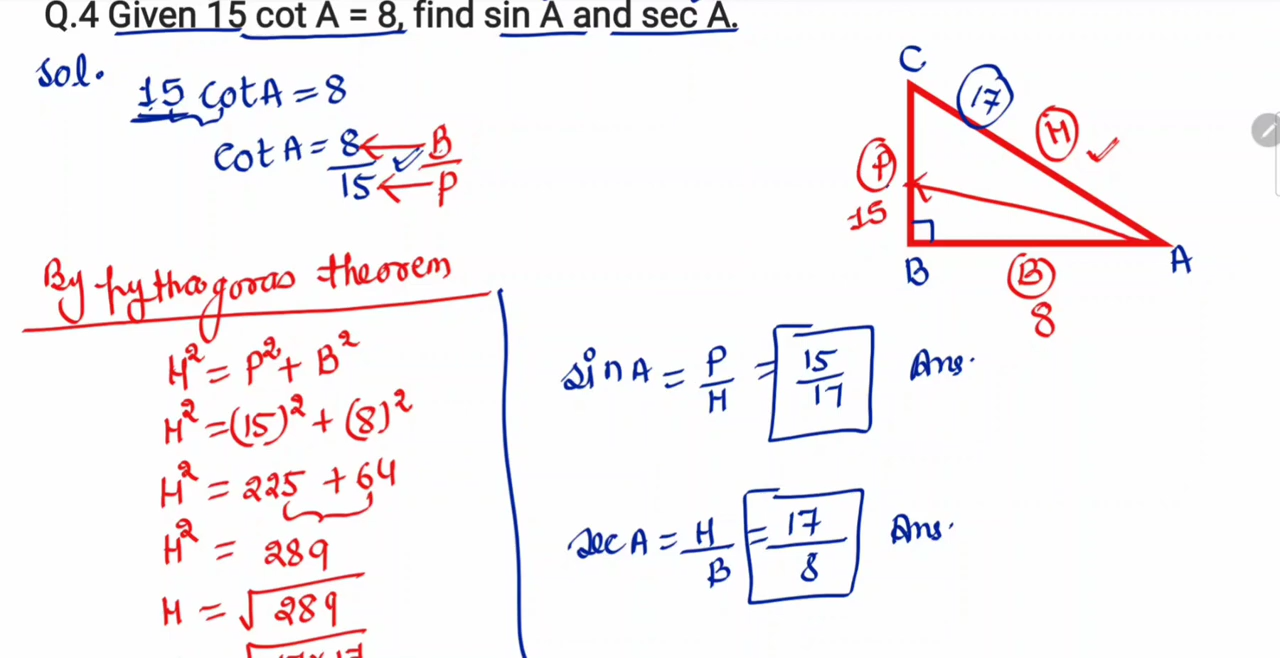 Q.4 Given 15 cot A = 8, find sin A and sec A.
Sol.
15 cot A = 8
cot A = 8/15 ← B/P
By pythagoras theorem
H² = P² + B²
H² = (15)² + (8)²
H² = 225 + 64
H² = 289
H = √289
C
17
H
P
15
B
A
B
8
sin A = P/H = 15/17 Ans.
sec A = H/B = 17/8 Ans.